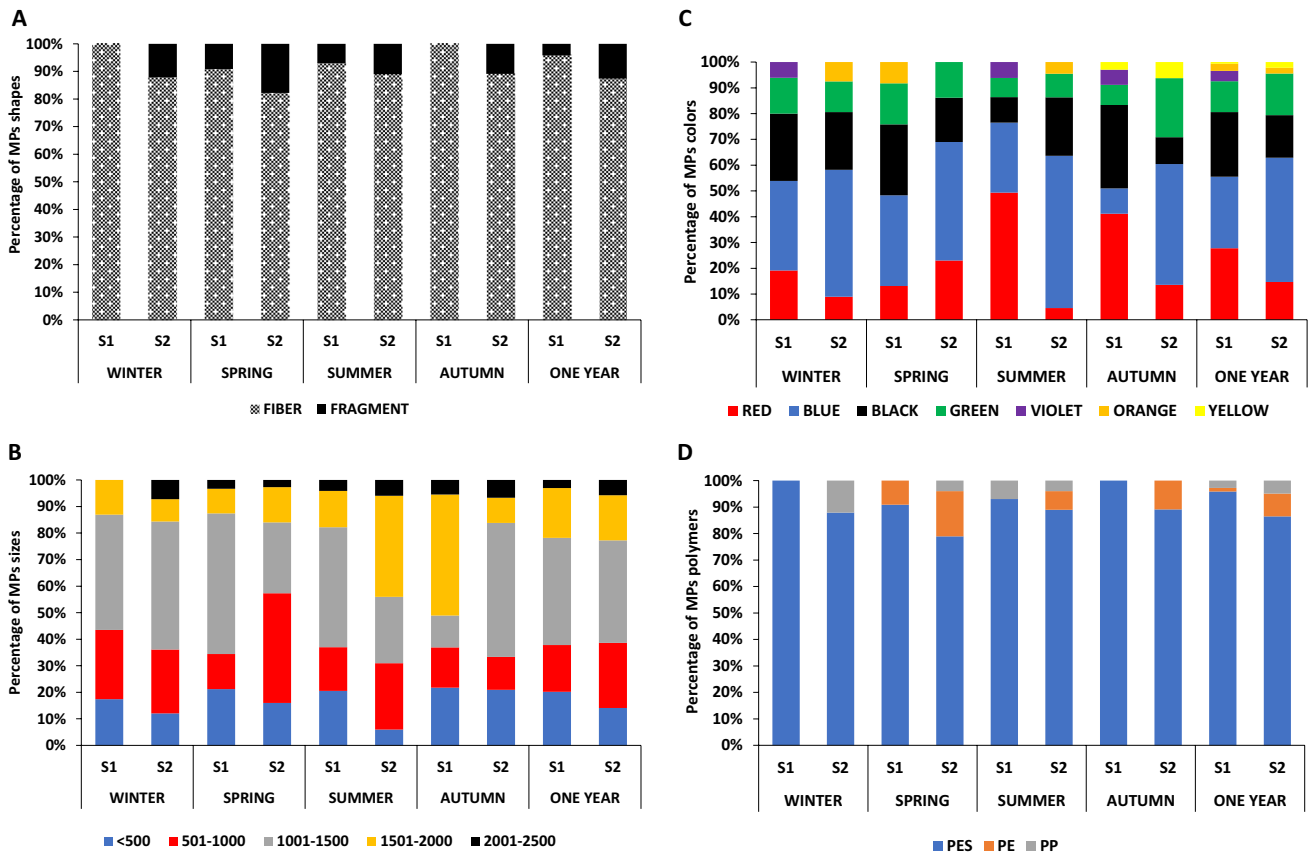 A
Percentage of MPs shapes
100%
90%
80%
70%
60%
50%
40%
30%
20%
10%
0%
S1 S2 S1 S2 S1 S2 S1 S2 S1 S2
WINTER SPRING SUMMER AUTUMN ONE YEAR
FIBER FRAGMENT
C
Percentage of MPs colors
100%
90%
80%
70%
60%
50%
40%
30%
20%
10%
0%
S1 S2 S1 S2 S1 S2 S1 S2 S1 S2
WINTER SPRING SUMMER AUTUMN ONE YEAR
RED BLUE BLACK GREEN VIOLET ORANGE YELLOW
B
Percentage of MPs sizes
100%
90%
80%
70%
60%
50%
40%
30%
20%
10%
0%
S1 S2 S1 S2 S1 S2 S1 S2 S1 S2
WINTER SPRING SUMMER AUTUMN ONE YEAR
<500 501-1000 1001-1500 1501-2000 2001-2500
D
Percentage of MPs polymers
100%
90%
80%
70%
60%
50%
40%
30%
20%
10%
0%
S1 S2 S1 S2 S1 S2 S1 S2 S1 S2
WINTER SPRING SUMMER AUTUMN ONE YEAR
PES PE PP